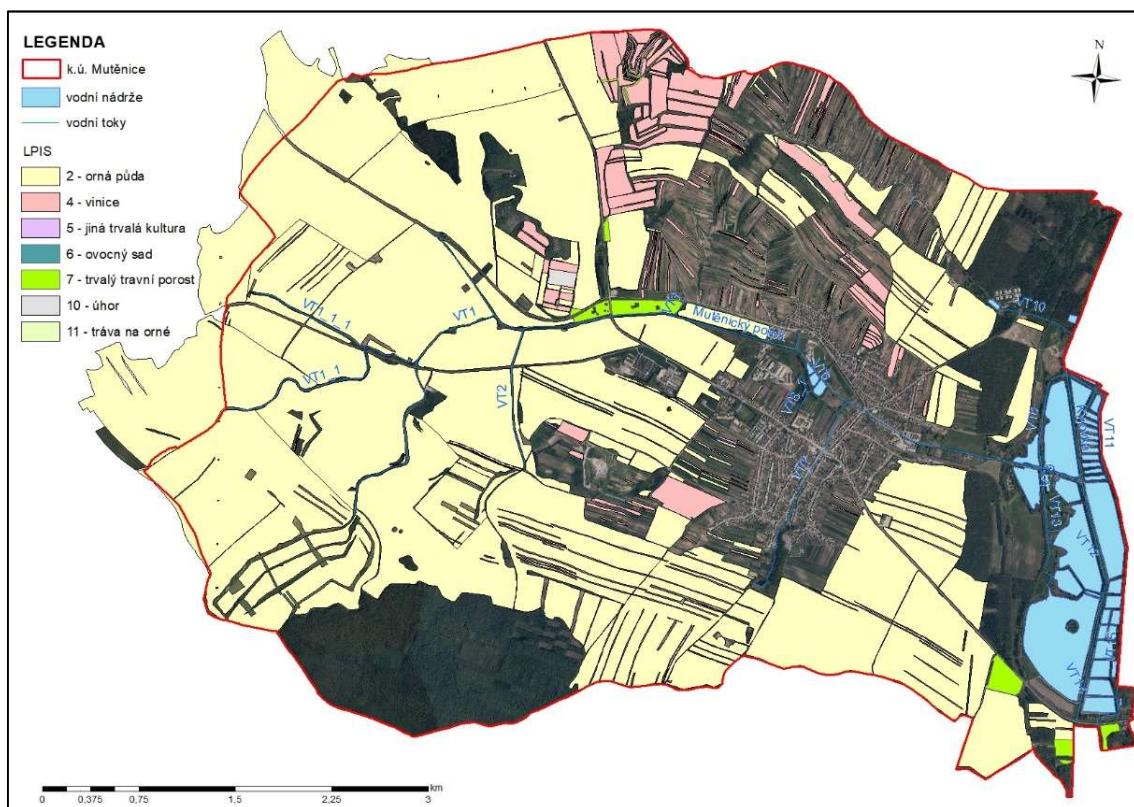 LEGENDA
k.ú. Mutěnice
vodní nádrže
vodní toky
LPIS
2 - orná půda
4 - vinice
5 - jiná trvalá kultura
6 - ovocný sad
7 - trvalý travní porost
10 - úhor
11 - tráva na orné
N
VT10
VT1_1_1
VT1
Mutěnický potok
VT1_1
VT2
VT11
VT13
VT12
km
0 0,375 0,75 1,5 2,25 3